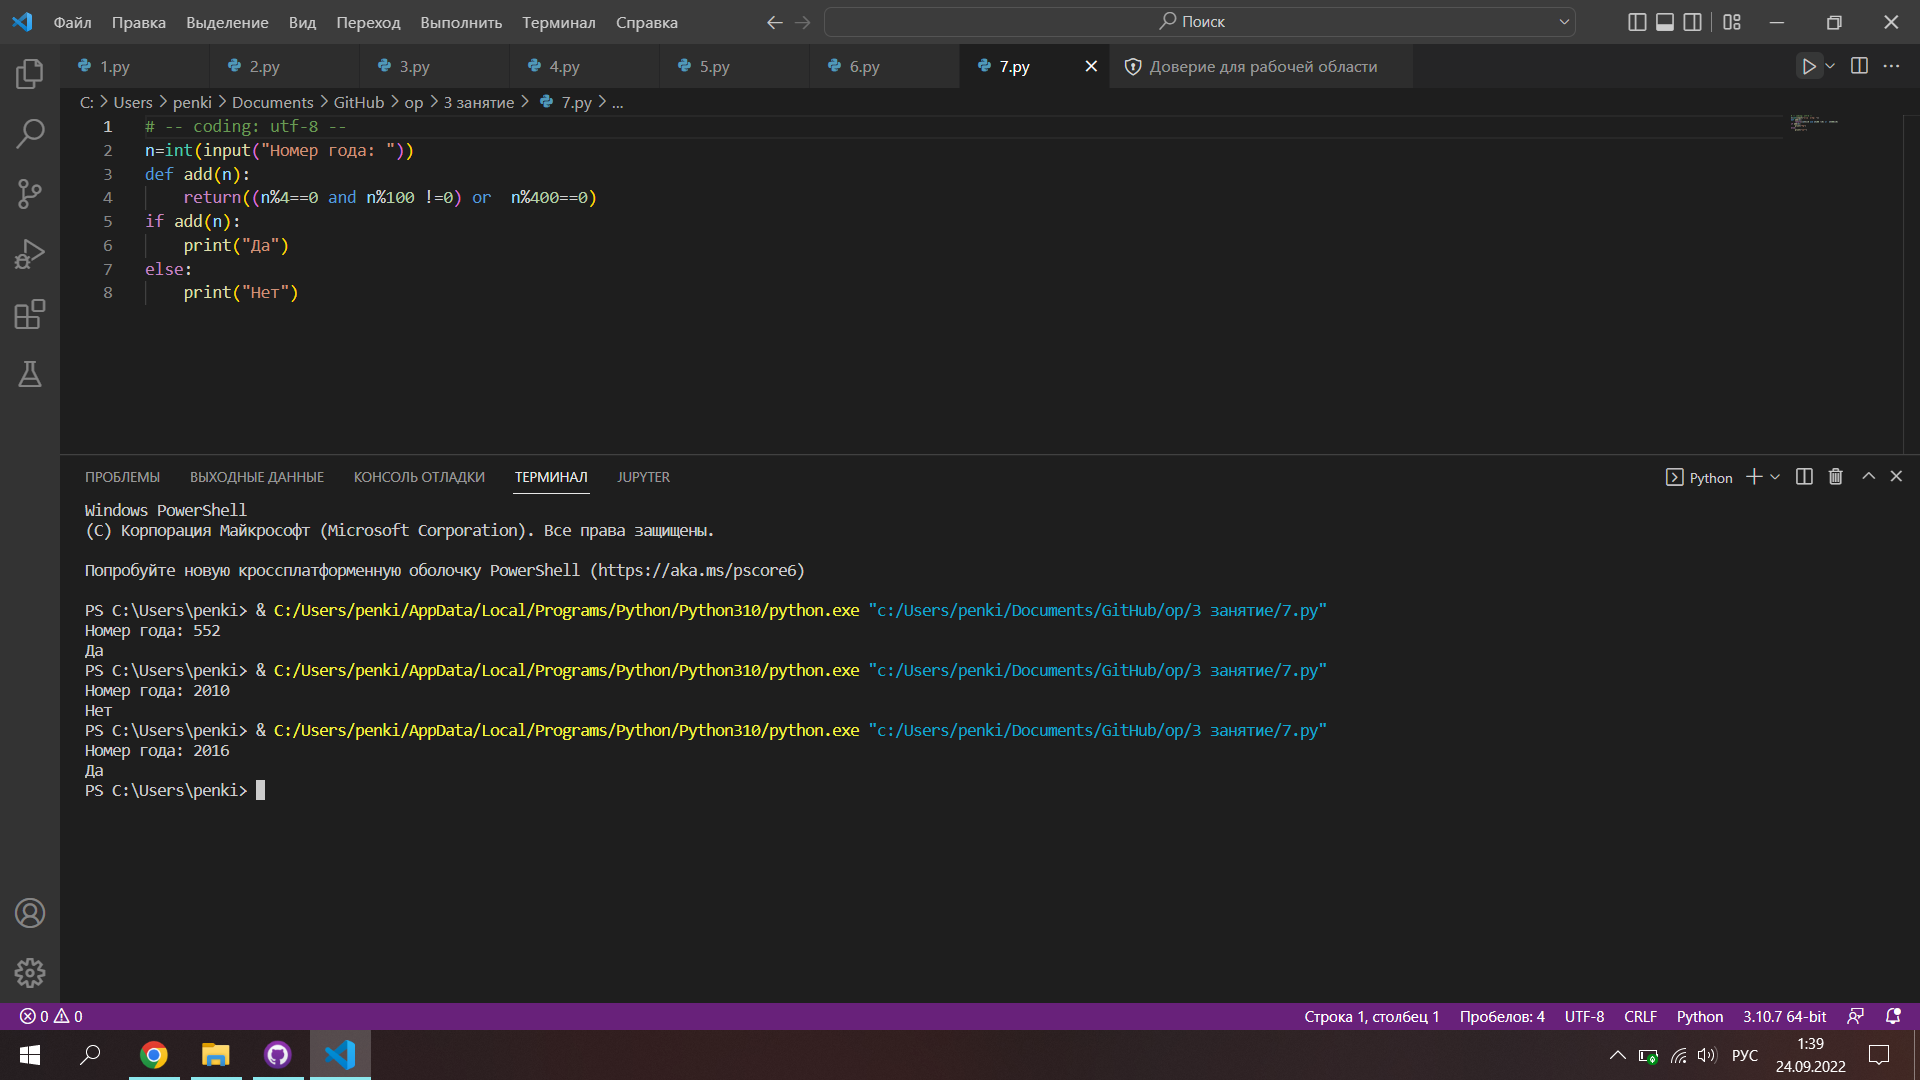 Файл Правка Выделение Вид Переход Выполнить Терминал Справка Поиск
1.py 2.py 3.py 4.py 5.py 6.py 7.py Доверие для рабочей области
C: > Users > penki > Documents > GitHub > op > 3 занятие > 7.py > ...
1 # -- coding: utf-8 --
2 n=int(input("Номер года: "))
3 def add(n):
4 return((n%4==0 and n%100 !=0) or  n%400==0)
5 if add(n):
6 print("Да")
7 else:
8 print("Нет")
ПРОБЛЕМЫ ВЫХОДНЫЕ ДАННЫЕ КОНСОЛЬ ОТЛАДКИ ТЕРМИНАЛ JUPYTER Python
Windows PowerShell
(C) Корпорация Майкрософт (Microsoft Corporation). Все права защищены.
Попробуйте новую кроссплатформенную оболочку PowerShell (https://aka.ms/pscore6)
PS C:\Users\penki> & C:/Users/penki/AppData/Local/Programs/Python/Python310/python.exe "c:/Users/penki/Documents/GitHub/op/3 занятие/7.py"
Номер года: 552
Да
PS C:\Users\penki> & C:/Users/penki/AppData/Local/Programs/Python/Python310/python.exe "c:/Users/penki/Documents/GitHub/op/3 занятие/7.py"
Номер года: 2010
Нет
PS C:\Users\penki> & C:/Users/penki/AppData/Local/Programs/Python/Python310/python.exe "c:/Users/penki/Documents/GitHub/op/3 занятие/7.py"
Номер года: 2016
Да
PS C:\Users\penki>
0 0 Строка 1, столбец 1 Пробелов: 4 UTF-8 CRLF Python 3.10.7 64-bit
РУС 1:39
24.09.2022